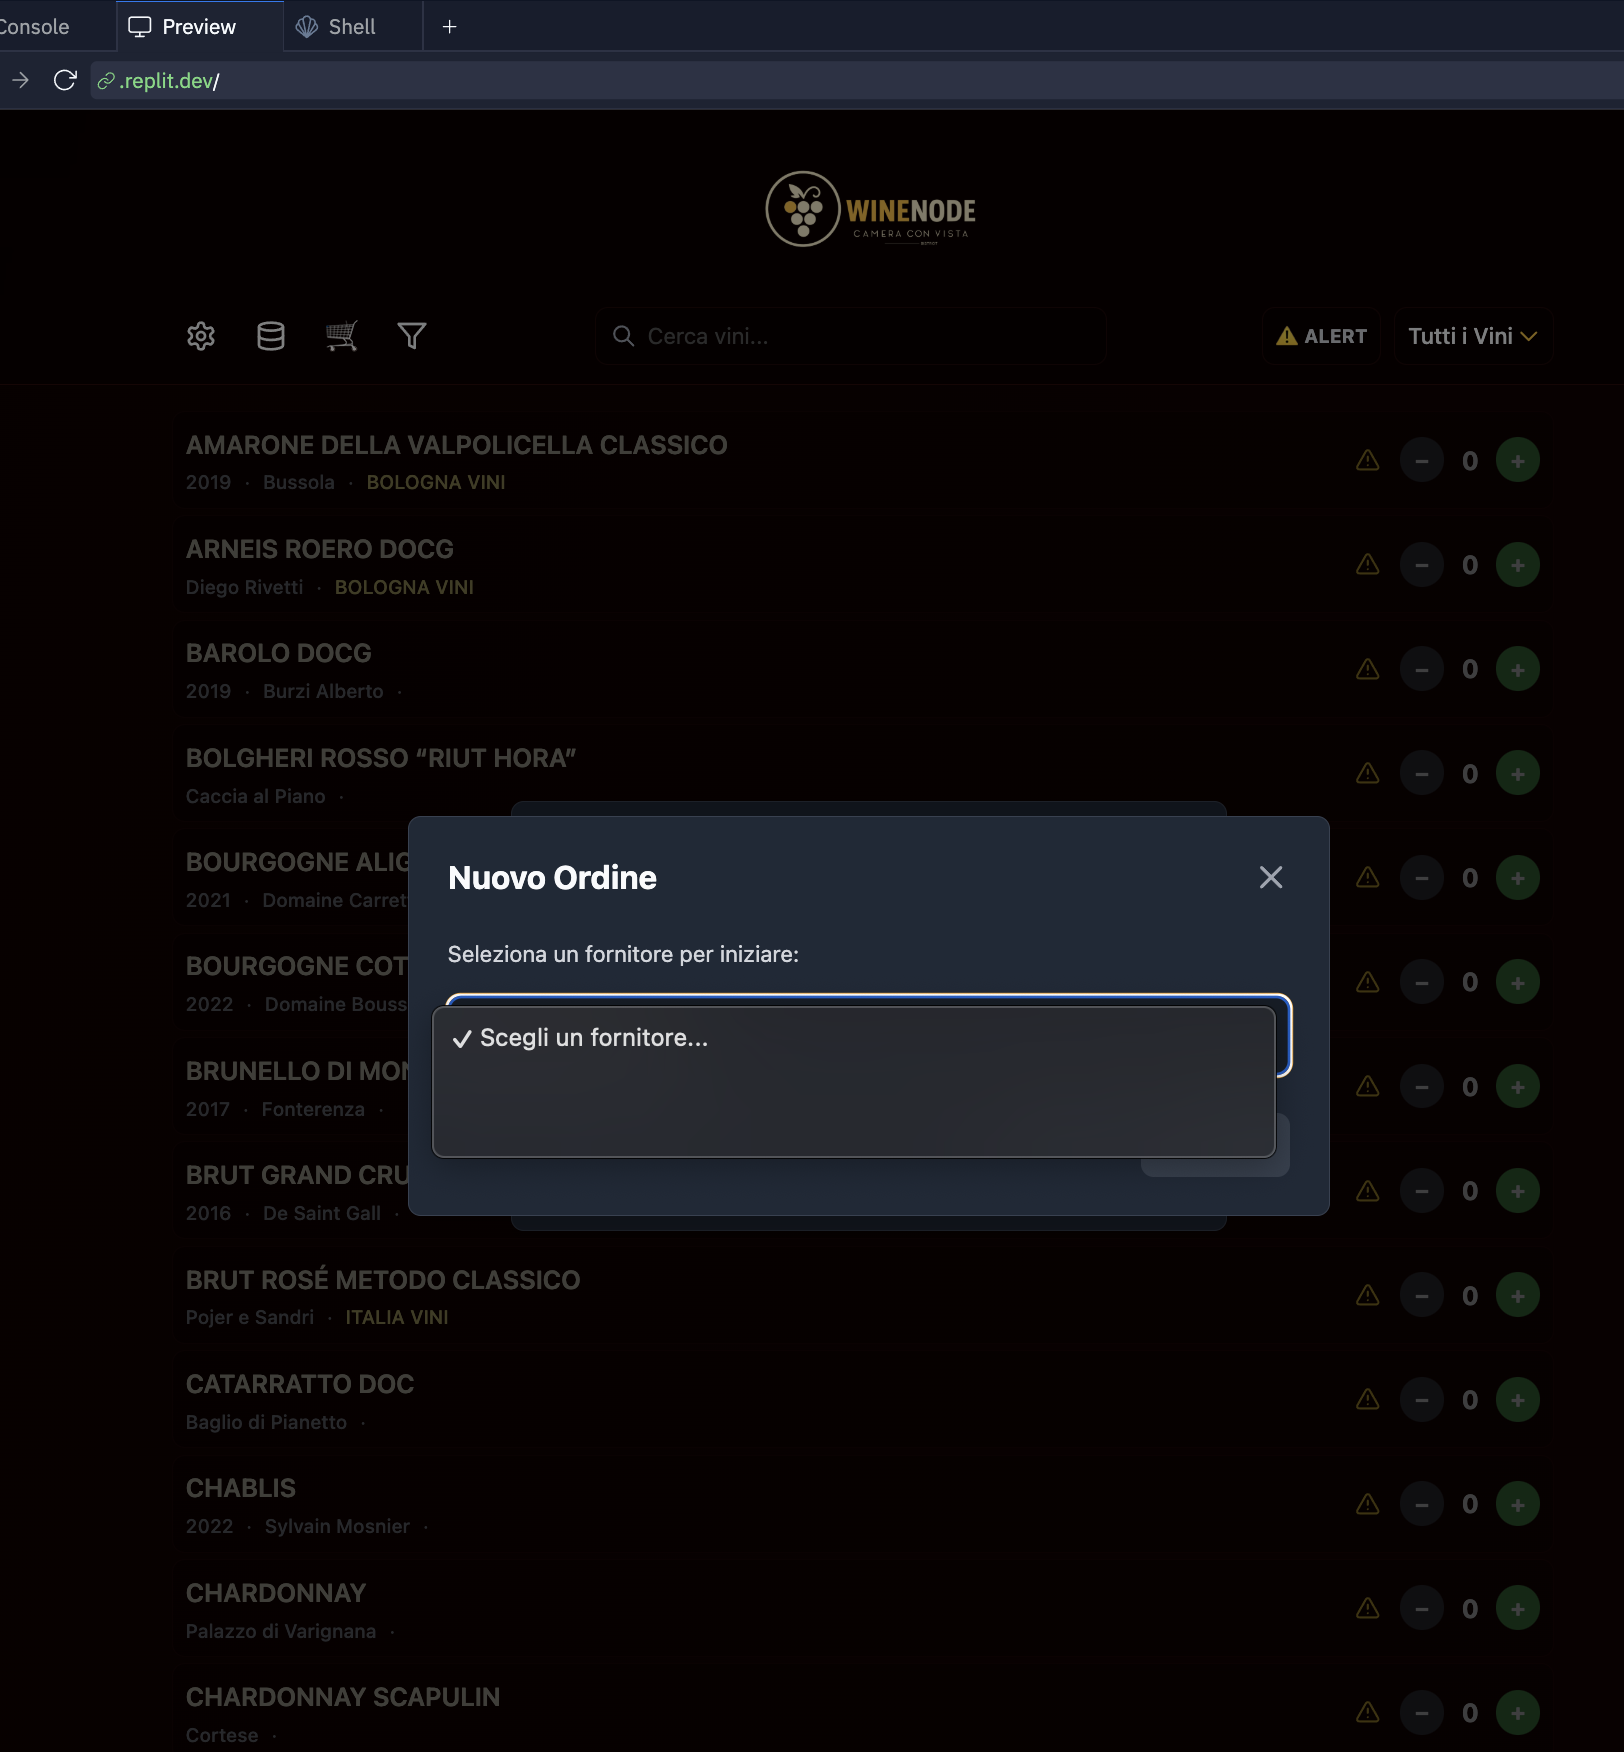 Console
Preview
Shell
+
.replit.dev/
WINENODE
CAMERA CON VISTA
Cerca vini...
ALERT
Tutti i Vini
AMARONE DELLA VALPOLICELLA CLASSICO
2019 · Bussola · BOLOGNA VINI
− 0 +
ARNEIS ROERO DOCG
Diego Rivetti · BOLOGNA VINI
− 0 +
BAROLO DOCG
2019 · Burzi Alberto ·
− 0 +
BOLGHERI ROSSO “RIUT HORA”
Caccia al Piano ·
− 0 +
BOURGOGNE ALIG
2021 · Domaine Carret
− 0 +
Nuovo Ordine
Seleziona un fornitore per iniziare:
✓ Scegli un fornitore...
BOURGOGNE COT
2022 · Domaine Bouss
− 0 +
BRUNELLO DI MON
2017 · Fonterenza ·
− 0 +
BRUT GRAND CRU
2016 · De Saint Gall ·
− 0 +
BRUT ROSÉ METODO CLASSICO
Pojer e Sandri · ITALIA VINI
− 0 +
CATARRATTO DOC
Baglio di Pianetto ·
− 0 +
CHABLIS
2022 · Sylvain Mosnier ·
− 0 +
CHARDONNAY
Palazzo di Varignana ·
− 0 +
CHARDONNAY SCAPULIN
Cortese ·
− 0 +